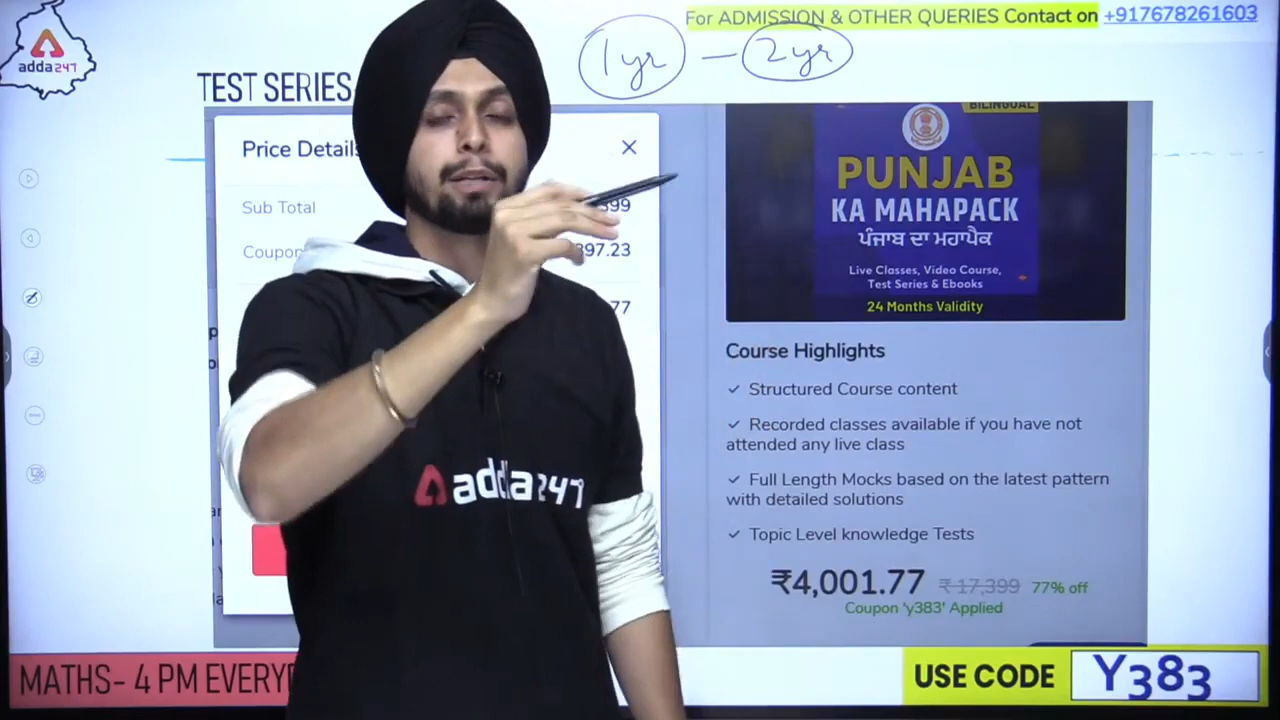 For ADMISSION & OTHER QUERIES Contact on +917678261603
adda247
1yr – 2yr
TEST SERIES
Price Details
Sub Total
399
Coupon
397.23
77
BILINGUAL
PUNJAB
KA MAHAPACK
ਪੰਜਾਬ ਦਾ ਮਹਾਪੈਕ
Live Classes, Video Course,
Test Series & Ebooks
24 Months Validity
Course Highlights
✓ Structured Course content
✓ Recorded classes available if you have not
attended any live class
✓ Full Length Mocks based on the latest pattern
with detailed solutions
✓ Topic Level knowledge Tests
₹4,001.77 ₹17,399 77% off
Coupon 'y383' Applied
adda247
MATHS- 4 PM EVERY
USE CODE Y383